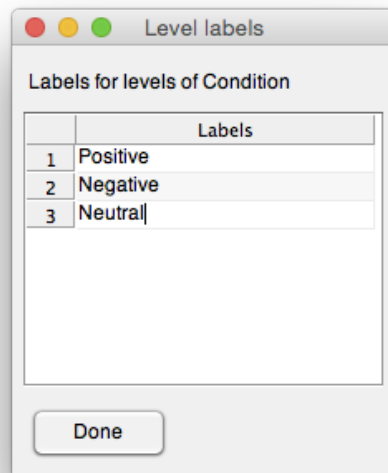 Level labels
Labels for levels of Condition
Labels
1 Positive
2 Negative
3 Neutral
Done